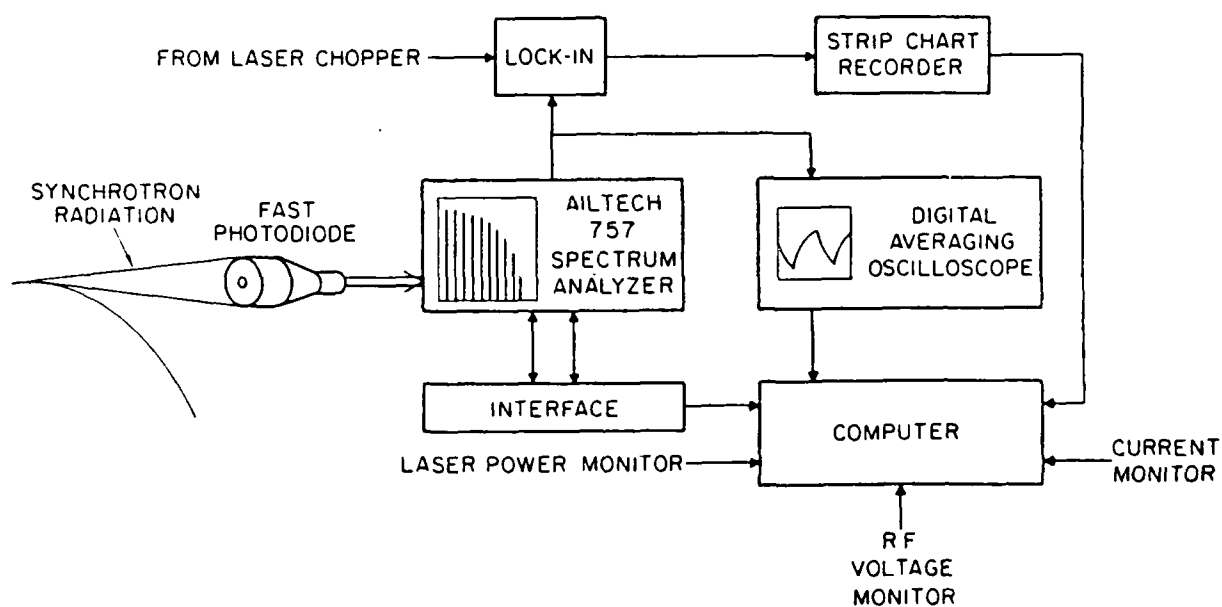 FROM LASER CHOPPER
LOCK-IN
STRIP CHART
RECORDER
SYNCHROTRON
RADIATION
FAST
PHOTODIODE
AILTECH
757
SPECTRUM
ANALYZER
DIGITAL
AVERAGING
OSCILLOSCOPE
INTERFACE
COMPUTER
LASER POWER MONITOR
CURRENT
MONITOR
RF
VOLTAGE
MONITOR